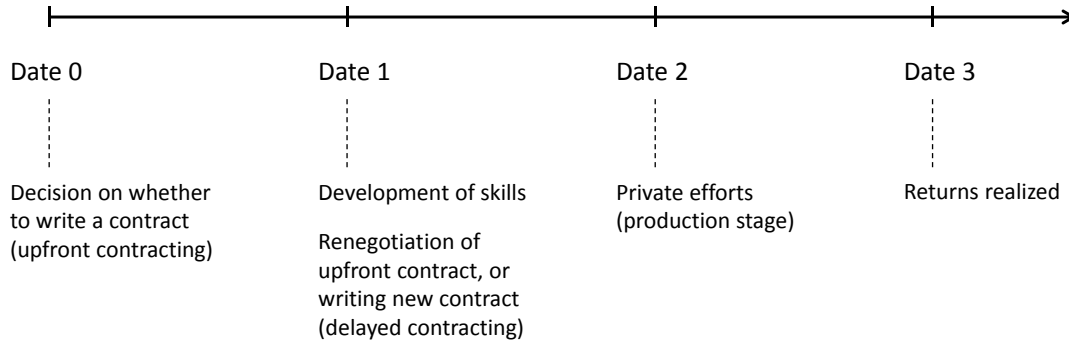 Date 0
Date 1
Date 2
Date 3
Decision on whether
to write a contract
(upfront contracting)
Development of skills
Renegotiation of
upfront contract, or
writing new contract
(delayed contracting)
Private efforts
(production stage)
Returns realized